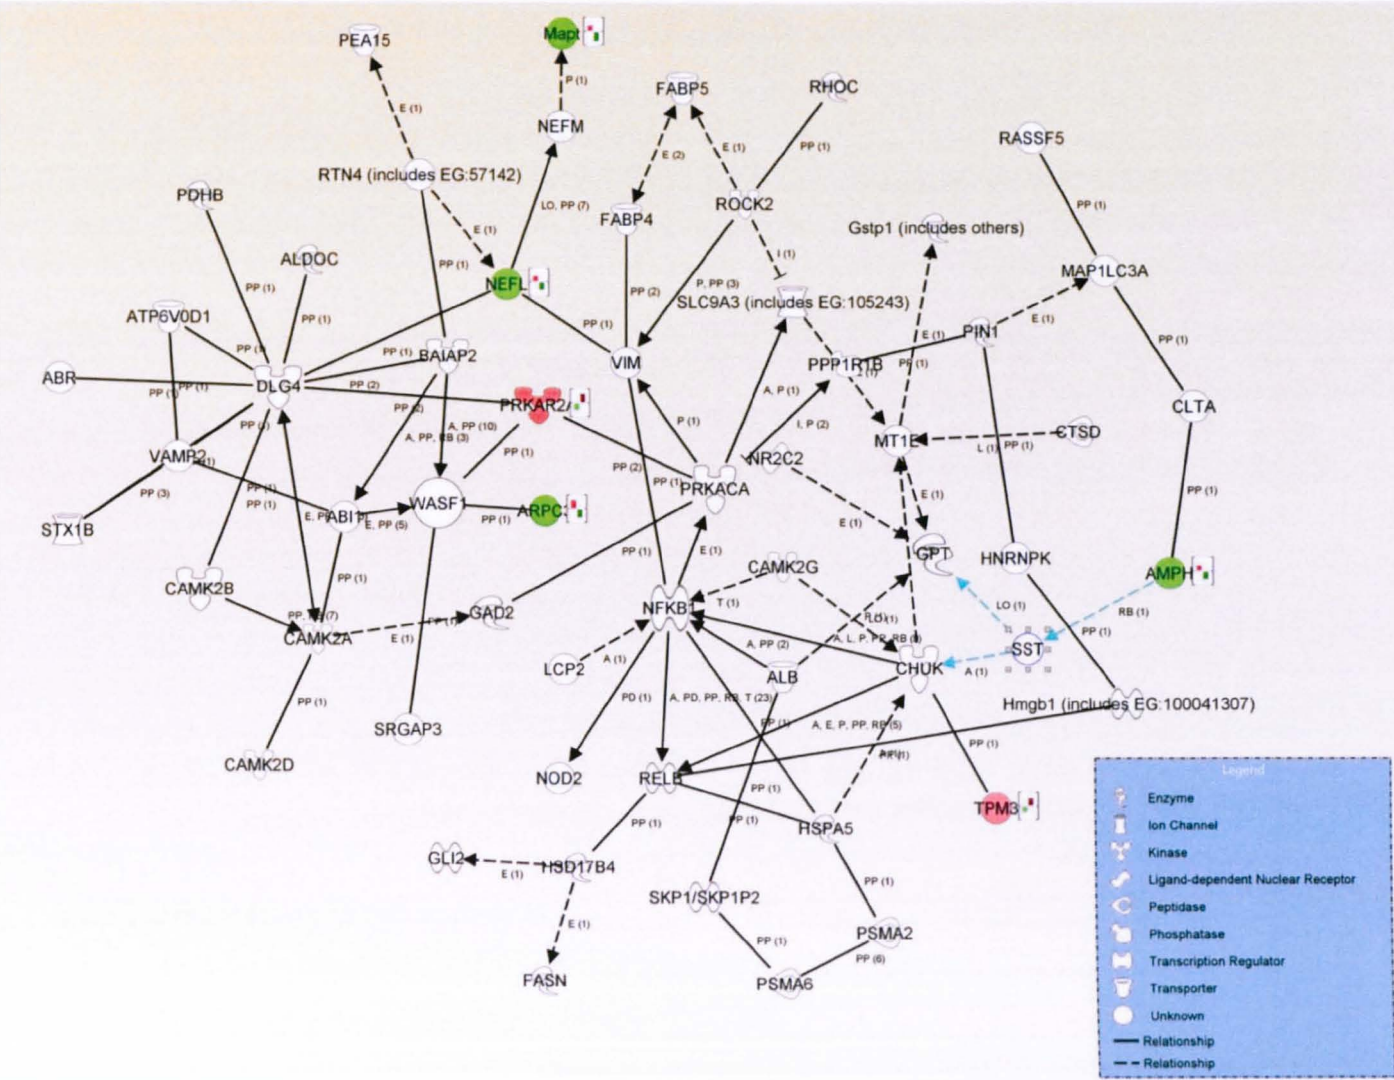 Mapt
PEA15
P (1)
FABP5
RHOC
E (1)
NEFM
RASSF5
E (2)
E (1)
PP (1)
RTN4 (includes EG:57142)
PDHB
LO, PP (7)
ROCK2
PP (1)
FABP4
E (1)
Gstp1 (includes others)
ALDOC
PP (1)
I (1)
MAP1LC3A
PP (1)
NEFL
PP (2)
P, PP (3)
SLC9A3 (includes EG:105243)
ATP6V0D1
PP (1)
PP (1)
E (1)
PIN1
E (1)
PP (1)
BAIAP2
PP (1)
VIM
PPP1R1B
PP (1)
ABR
DLG4
PP (2)
A, P (1)
PP (1)
PRKAR2A
CLTA
PP (2)
A, PP (10)
P (1)
I, P (2)
CTSD
A, PP, RB (3)
MT1E
L (1)
PP (1)
VAMP2
PP (1)
PP (2)
NR2C2
PP (3)
PP (1)
PRKACA
PP (1)
WASF1
E (1)
PP (1)
STX1B
ABI1
E, PP (5)
PP (1)
ARPC
E (1)
PP (1)
E (1)
GPT
HNRNPK
CAMK2G
AMPH
PP (1)
CAMK2B
T (1)
LO (1)
RB (1)
NFKB1
GAD2
CAMK2A
E (1)
A, PP (2)
PP (1)
LCP2
A (1)
SST
ALB
CHUK
A (1)
PP (1)
PD (1)
A, PD, PP, RB, T (23)
Hmgb1 (includes EG:100041307)
SRGAP3
A, E, P, PP, RB (5)
PP (1)
CAMK2D
NOD2
RELB
PP (1)
TPM3
PP (1)
PP (1)
HSPA5
GLI2
E (1)
HSD17B4
PP (1)
SKP1/SKP1P2
E (1)
PSMA2
PP (1)
PP (6)
FASN
PSMA6
Legend
Enzyme
Ion Channel
Kinase
Ligand-dependent Nuclear Receptor
Peptidase
Phosphatase
Transcription Regulator
Transporter
Unknown
Relationship
Relationship